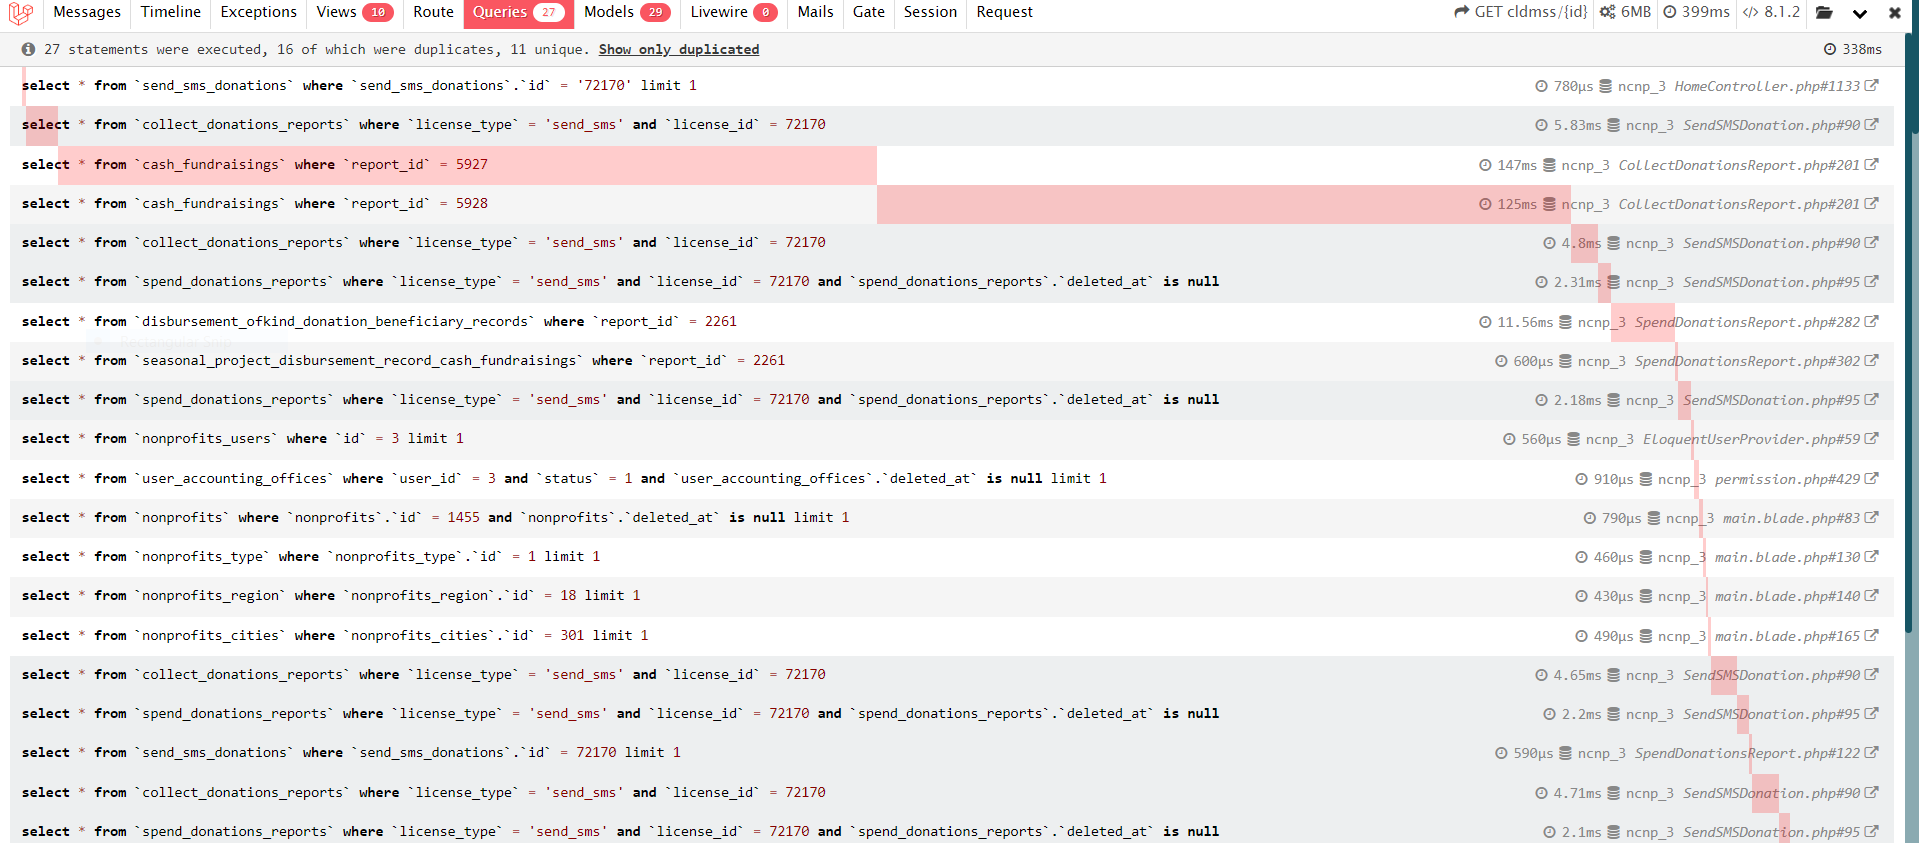 Messages Timeline Exceptions Views 10 Route Queries 27 Models 29 Livewire 0 Mails Gate Session Request GET cldmss/{id} 6MB 399ms 8.1.2
27 statements were executed, 16 of which were duplicates, 11 unique. Show only duplicated 338ms
select * from `send_sms_donations` where `send_sms_donations`.`id` = '72170' limit 1 780μs ncnp_3 HomeController.php#1133
select * from `collect_donations_reports` where `license_type` = 'send_sms' and `license_id` = 72170 5.83ms ncnp_3 SendSMSDonation.php#90
select * from `cash_fundraisings` where `report_id` = 5927 147ms ncnp_3 CollectDonationsReport.php#201
select * from `cash_fundraisings` where `report_id` = 5928 125ms ncnp_3 CollectDonationsReport.php#201
select * from `collect_donations_reports` where `license_type` = 'send_sms' and `license_id` = 72170 4.8ms ncnp_3 SendSMSDonation.php#90
select * from `spend_donations_reports` where `license_type` = 'send_sms' and `license_id` = 72170 and `spend_donations_reports`.`deleted_at` is null 2.31ms ncnp_3 SendSMSDonation.php#95
select * from `disbursement_ofkind_donation_beneficiary_records` where `report_id` = 2261 11.56ms ncnp_3 SpendDonationsReport.php#282
select * from `seasonal_project_disbursement_record_cash_fundraisings` where `report_id` = 2261 600μs ncnp_3 SpendDonationsReport.php#302
select * from `spend_donations_reports` where `license_type` = 'send_sms' and `license_id` = 72170 and `spend_donations_reports`.`deleted_at` is null 2.18ms ncnp_3 SendSMSDonation.php#95
select * from `nonprofits_users` where `id` = 3 limit 1 560μs ncnp_3 EloquentUserProvider.php#59
select * from `user_accounting_offices` where `user_id` = 3 and `status` = 1 and `user_accounting_offices`.`deleted_at` is null limit 1 910μs ncnp_3 permission.php#429
select * from `nonprofits` where `nonprofits`.`id` = 1455 and `nonprofits`.`deleted_at` is null limit 1 790μs ncnp_3 main.blade.php#83
select * from `nonprofits_type` where `nonprofits_type`.`id` = 1 limit 1 460μs ncnp_3 main.blade.php#130
select * from `nonprofits_region` where `nonprofits_region`.`id` = 18 limit 1 430μs ncnp_3 main.blade.php#140
select * from `nonprofits_cities` where `nonprofits_cities`.`id` = 301 limit 1 490μs ncnp_3 main.blade.php#165
select * from `collect_donations_reports` where `license_type` = 'send_sms' and `license_id` = 72170 4.65ms ncnp_3 SendSMSDonation.php#90
select * from `spend_donations_reports` where `license_type` = 'send_sms' and `license_id` = 72170 and `spend_donations_reports`.`deleted_at` is null 2.2ms ncnp_3 SendSMSDonation.php#95
select * from `send_sms_donations` where `send_sms_donations`.`id` = 72170 limit 1 590μs ncnp_3 SpendDonationsReport.php#122
select * from `collect_donations_reports` where `license_type` = 'send_sms' and `license_id` = 72170 4.71ms ncnp_3 SendSMSDonation.php#90
select * from `spend_donations_reports` where `license_type` = 'send_sms' and `license_id` = 72170 and `spend_donations_reports`.`deleted_at` is null 2.1ms ncnp_3 SendSMSDonation.php#95